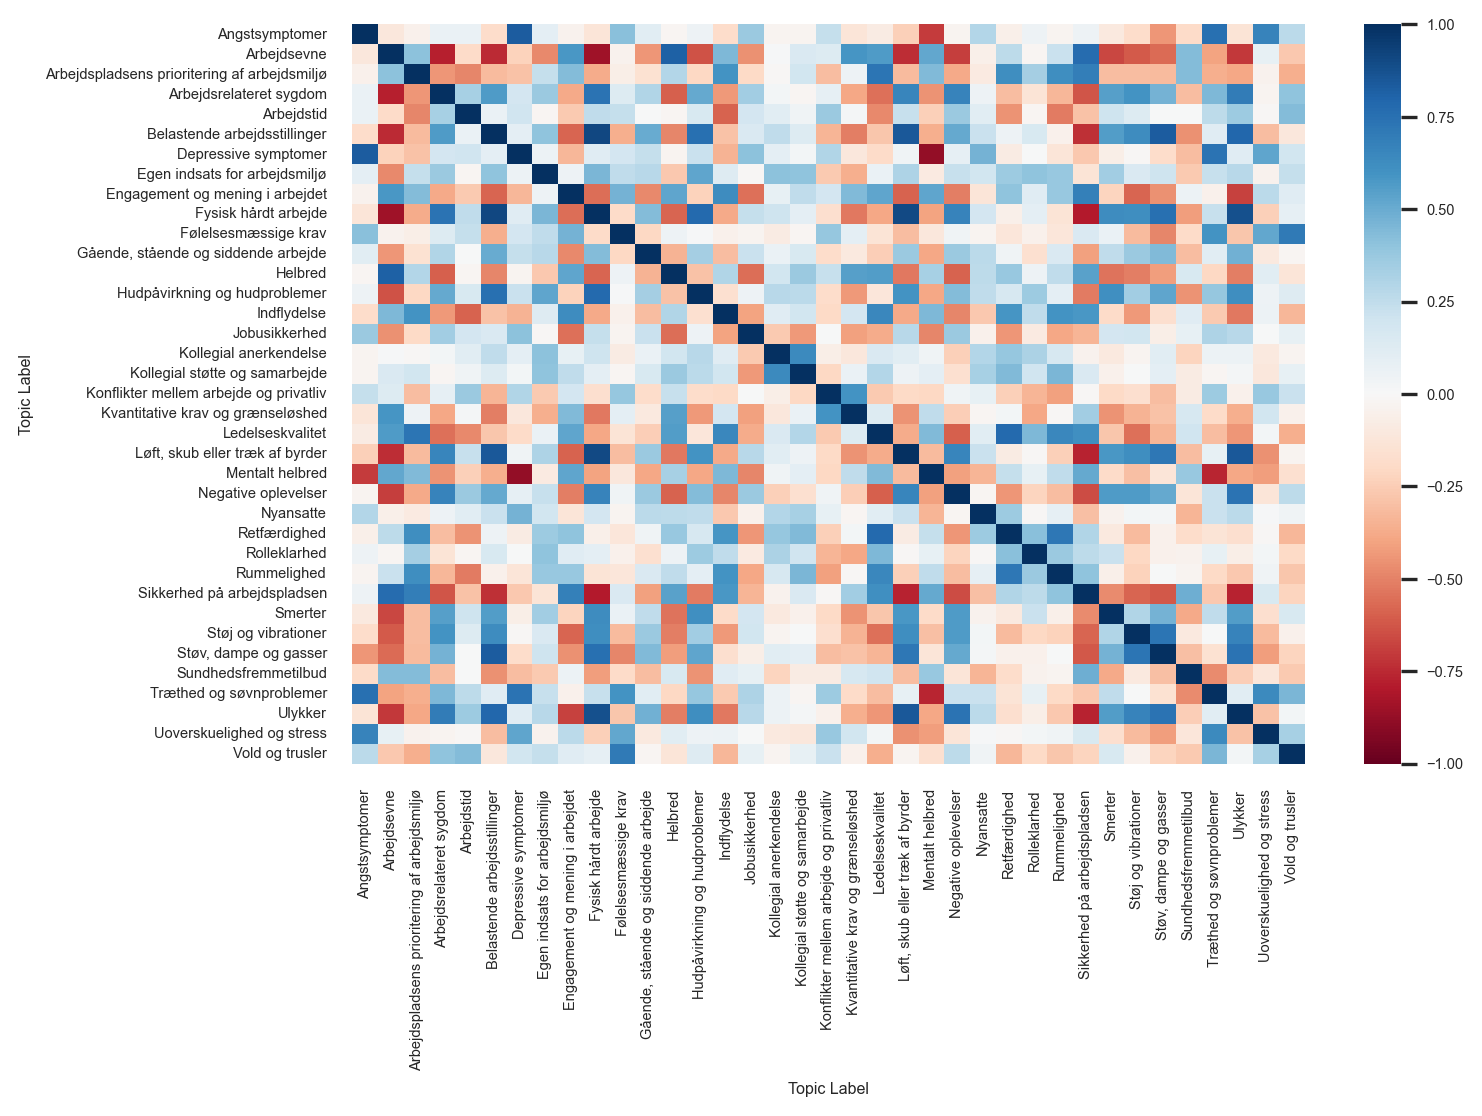 Angstsymptomer
Arbejdsevne
Arbejdspladsens prioritering af arbejdsmiljø
Arbejdsrelateret sygdom
Arbejdstid
Belastende arbejdsstillinger
Depressive symptomer
Egen indsats for arbejdsmiljø
Engagement og mening i arbejdet
Fysisk hårdt arbejde
Følelsesmæssige krav
Gående, stående og siddende arbejde
Helbred
Hudpåvirkning og hudproblemer
Indflydelse
Jobusikkerhed
Kollegial anerkendelse
Kollegial støtte og samarbejde
Konflikter mellem arbejde og privatliv
Kvantitative krav og grænseløshed
Ledelseskvalitet
Løft, skub eller træk af byrder
Mentalt helbred
Negative oplevelser
Nyansatte
Retfærdighed
Rolleklarhed
Rummelighed
Sikkerhed på arbejdspladsen
Smerter
Støj og vibrationer
Støv, dampe og gasser
Sundhedsfremmetilbud
Træthed og søvnproblemer
Ulykker
Uoverskuelighed og stress
Vold og trusler
Topic Label
Angstsymptomer
Arbejdsevne
Arbejdspladsens prioritering af arbejdsmiljø
Arbejdsrelateret sygdom
Arbejdstid
Belastende arbejdsstillinger
Depressive symptomer
Egen indsats for arbejdsmiljø
Engagement og mening i arbejdet
Fysisk hårdt arbejde
Følelsesmæssige krav
Gående, stående og siddende arbejde
Helbred
Hudpåvirkning og hudproblemer
Indflydelse
Jobusikkerhed
Kollegial anerkendelse
Kollegial støtte og samarbejde
Konflikter mellem arbejde og privatliv
Kvantitative krav og grænseløshed
Ledelseskvalitet
Løft, skub eller træk af byrder
Mentalt helbred
Negative oplevelser
Nyansatte
Retfærdighed
Rolleklarhed
Rummelighed
Sikkerhed på arbejdspladsen
Smerter
Støj og vibrationer
Støv, dampe og gasser
Sundhedsfremmetilbud
Træthed og søvnproblemer
Ulykker
Uoverskuelighed og stress
Vold og trusler
Topic Label
1.00
0.75
0.50
0.25
0.00
−0.25
−0.50
−0.75
−1.00